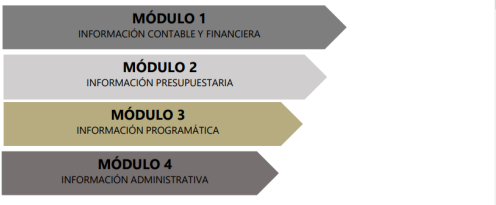 MÓDULO 1
INFORMACIÓN CONTABLE Y FINANCIERA
MÓDULO 2
INFORMACIÓN PRESUPUESTARIA
MÓDULO 3
INFORMACIÓN PROGRAMÁTICA
MÓDULO 4
INFORMACIÓN ADMINISTRATIVA